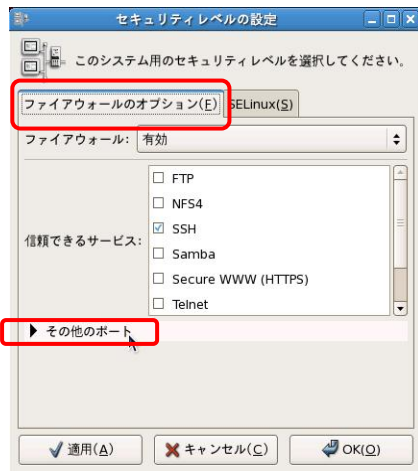 セキュリティレベルの設定
このシステム用のセキュリティレベルを選択してください。
ファイアウォールのオプション(F) SELinux(S)
ファイアウォール: 有効
FTP
NFS4
信頼できるサービス: SSH
Samba
Secure WWW (HTTPS)
Telnet
その他のポート
適用(A) キャンセル(C) OK(O)